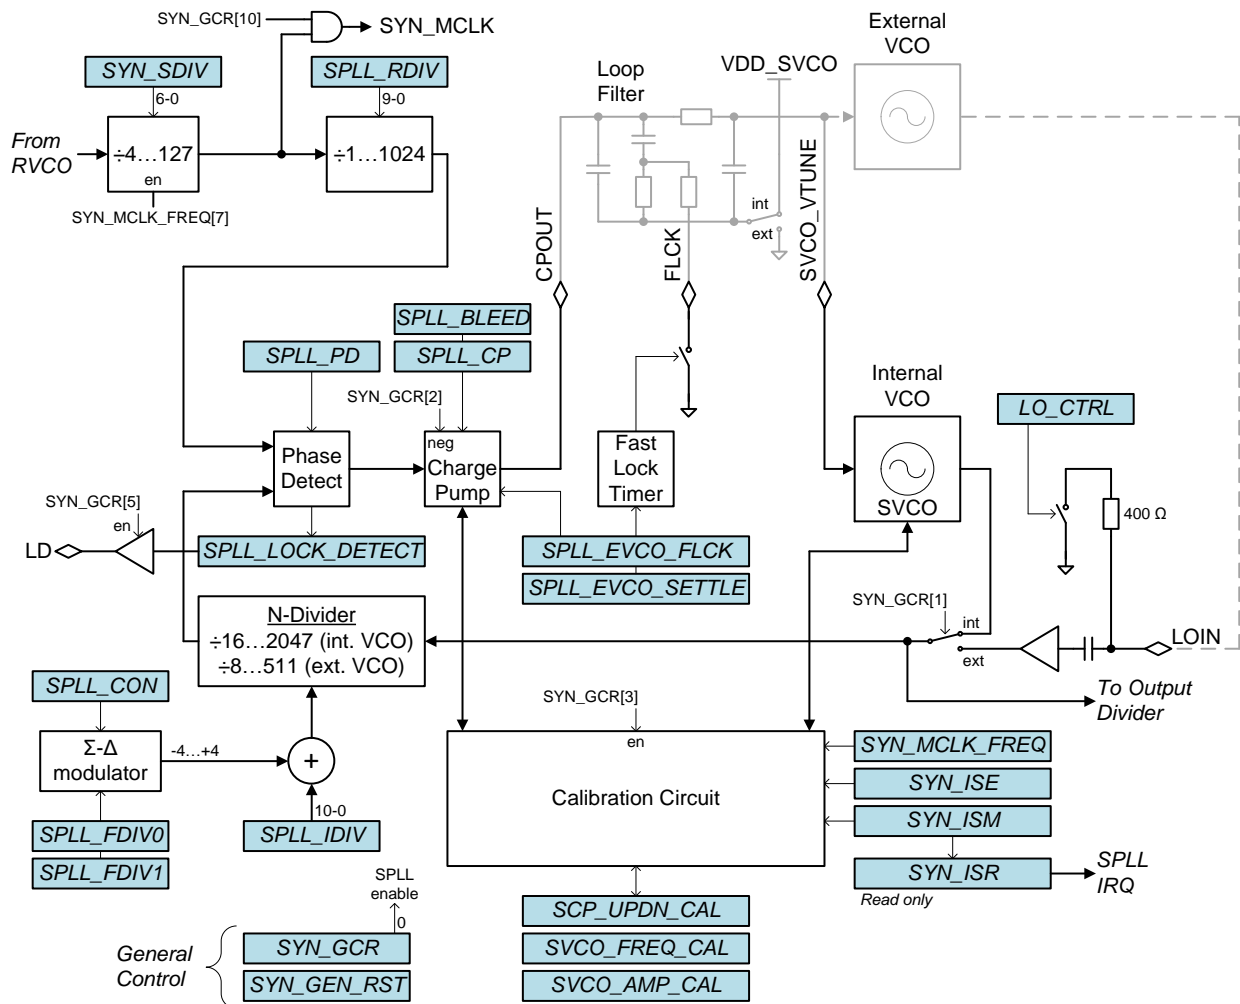 SYN_GCR[10]
SYN_MCLK
SYN_SDIV
6-0
SPLL_RDIV
9-0
From
RVCO
÷4...127
en
SYN_MCLK_FREQ[7]
÷1...1024
Loop
Filter
VDD_SVCO
External
VCO
int
ext
CPOUT
FLCK
SVCO_VTUNE
SPLL_BLEED
SPLL_CP
SPLL_PD
SYN_GCR[2]
neg
Charge
Pump
Phase
Detect
Fast
Lock
Timer
Internal
VCO
SVCO
LO_CTRL
400 Ω
SYN_GCR[5]
en
LD
SPLL_LOCK_DETECT
SPLL_EVCO_FLCK
SPLL_EVCO_SETTLE
SYN_GCR[1]
int
ext
LOIN
N-Divider
÷16...2047 (int. VCO)
÷8...511 (ext. VCO)
To Output
Divider
SPLL_CON
Σ-Δ
modulator
-4...+4
+
10-0
SPLL_IDIV
SPLL_FDIV0
SPLL_FDIV1
SYN_GCR[3]
en
Calibration Circuit
SYN_MCLK_FREQ
SYN_ISE
SYN_ISM
SYN_ISR
Read only
SPLL
IRQ
SPLL
enable
0
General
Control
SYN_GCR
SYN_GEN_RST
SCP_UPDN_CAL
SVCO_FREQ_CAL
SVCO_AMP_CAL